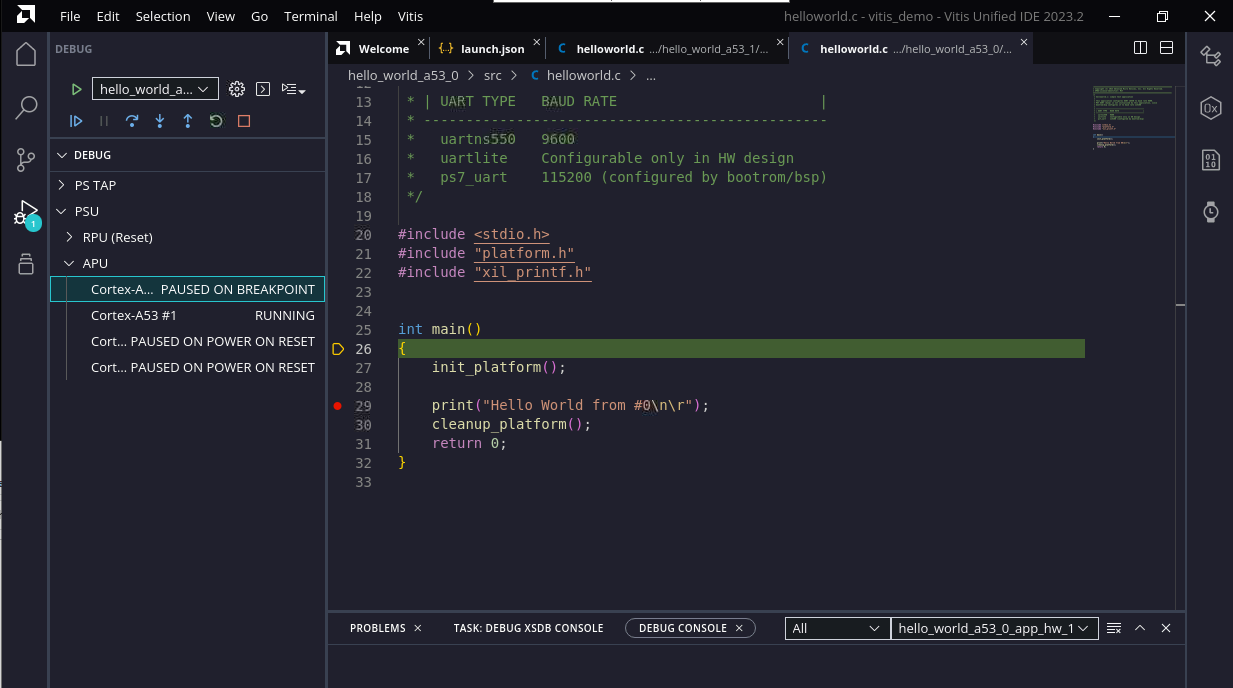 File Edit Selection View Go Terminal Help Vitis
helloworld.c - vitis_demo - Vitis Unified IDE 2023.2
DEBUG
hello_world_a...
DEBUG
PS TAP
PSU
RPU (Reset)
APU
Cortex-A... PAUSED ON BREAKPOINT
Cortex-A53 #1 RUNNING
Cort... PAUSED ON POWER ON RESET
Cort... PAUSED ON POWER ON RESET
1
Welcome
{..} launch.json
C helloworld.c .../hello_world_a53_1/...
C helloworld.c .../hello_world_a53_0/...
hello_world_a53_0 > src > C helloworld.c > ...
13 * | UART TYPE BAUD RATE |
14 * ------------------------------------------------
15 * uartns550 9600
16 * uartlite Configurable only in HW design
17 * ps7_uart 115200 (configured by bootrom/bsp)
18 */
19
20 #include <stdio.h>
21 #include "platform.h"
22 #include "xil_printf.h"
23
24
25 int main()
26 {
27 init_platform();
28
29 print("Hello World from #0\n\r");
30 cleanup_platform();
31 return 0;
32 }
33
0x
01
10
PROBLEMS
TASK: DEBUG XSDB CONSOLE
DEBUG CONSOLE
All
hello_world_a53_0_app_hw_1